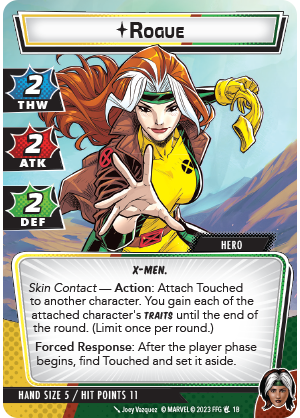 Rogue
2
THW
2
ATK
2
DEF
HERO
X-MEN.
Skin Contact — Action: Attach Touched
to another character. You gain each of the
attached character's TRAITS until the end
of the round. (Limit once per round.)
Forced Response: After the player phase
begins, find Touched and set it aside.
HAND SIZE 5 / HIT POINTS 11
Joey Vazquez © MARVEL © 2023 FFG 18